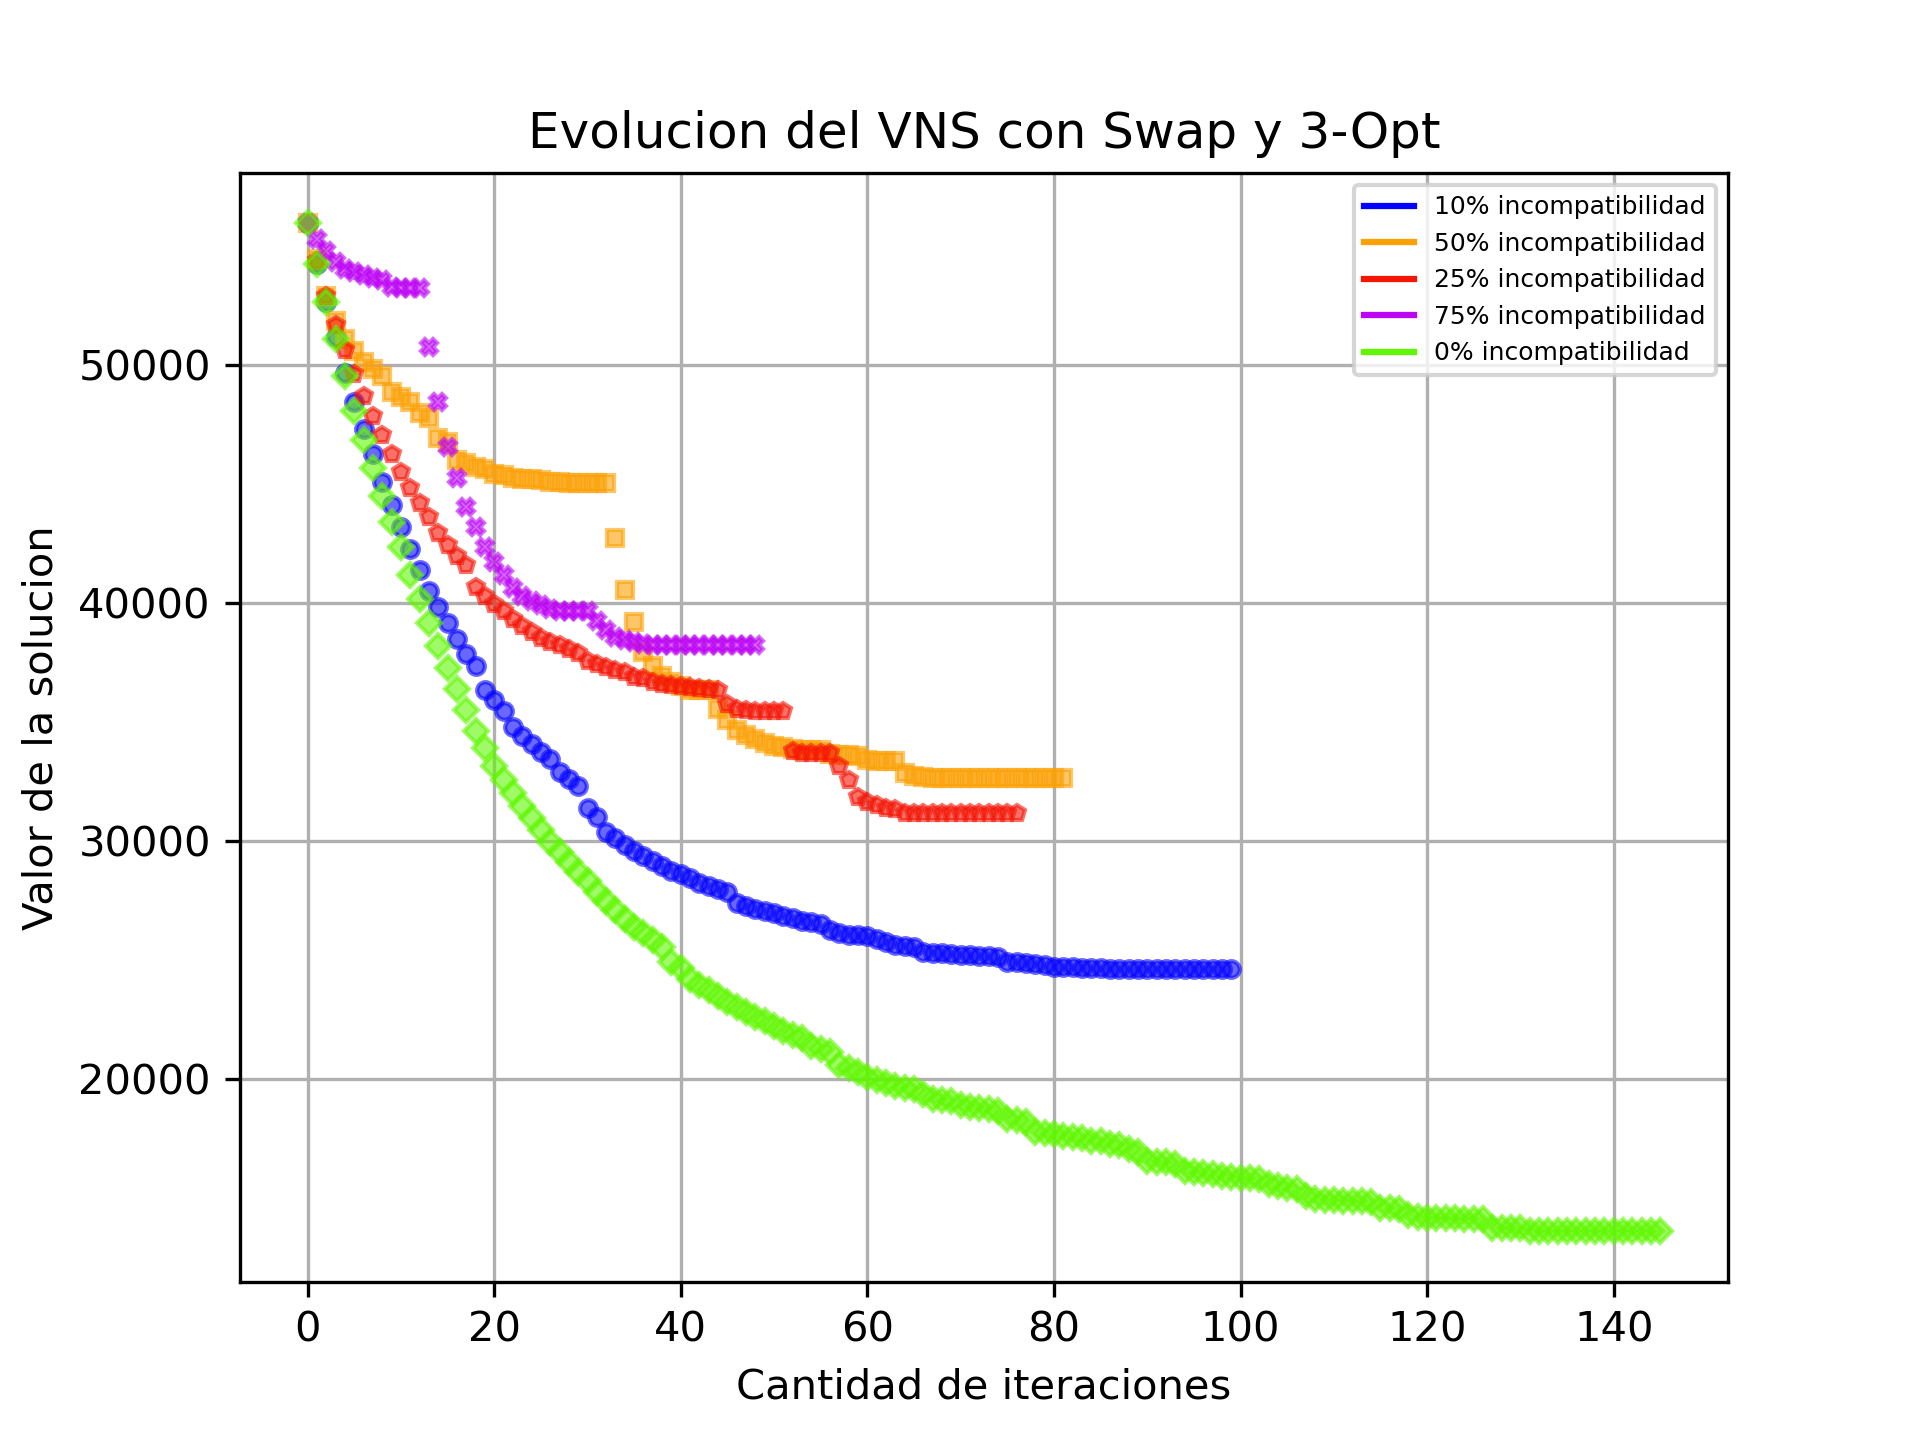 Evolucion del VNS con Swap y 3-Opt
10% incompatibilidad
50% incompatibilidad
25% incompatibilidad
75% incompatibilidad
0% incompatibilidad
Valor de la solucion
50000
40000
30000
20000
0 20 40 60 80 100 120 140
Cantidad de iteraciones